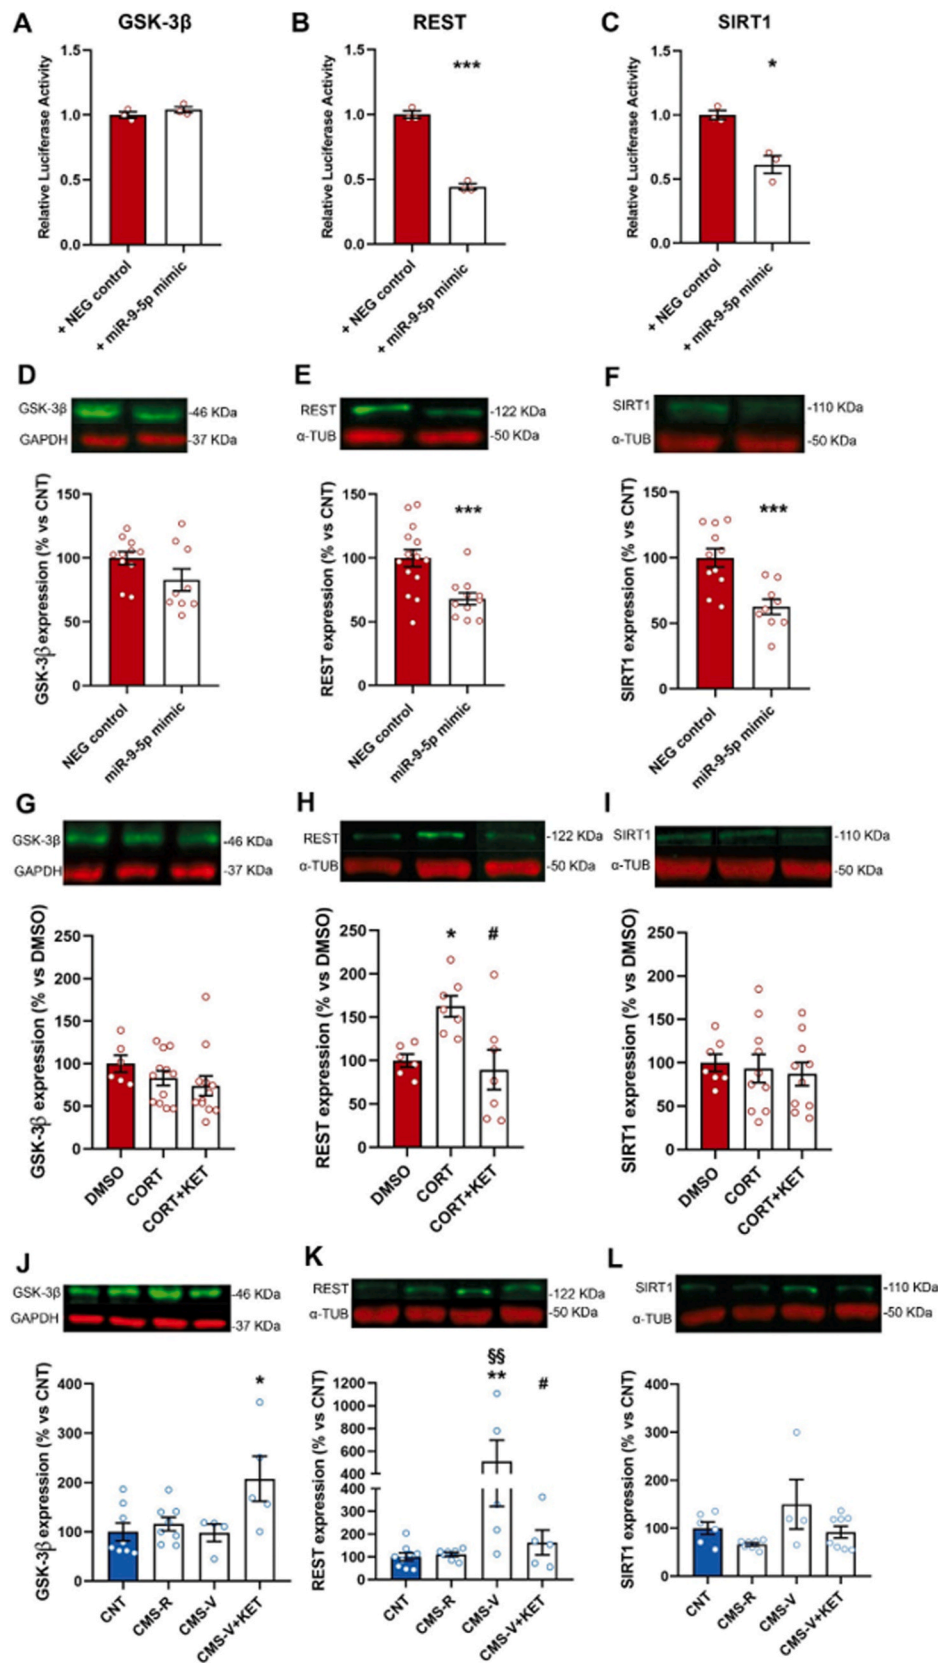 A GSK-3β
B REST
C SIRT1
Relative Luciferase Activity
1.5
1.0
0.5
0.0
+ NEG control
+ miR-9-5p mimic
Relative Luciferase Activity
1.5
1.0
0.5
0.0
***
+ NEG control
+ miR-9-5p mimic
Relative Luciferase Activity
1.5
1.0
0.5
0.0
*
+ NEG control
+ miR-9-5p mimic
D
GSK-3β -46 KDa
GAPDH -37 KDa
GSK-3β expression (% vs CNT)
150
100
50
0
NEG control
miR-9-5p mimic
E
REST -122 KDa
α-TUB -50 KDa
REST expression (% vs CNT)
150
100
50
0
***
NEG control
miR-9-5p mimic
F
SIRT1 -110 KDa
α-TUB -50 KDa
SIRT1 expression (% vs CNT)
150
100
50
0
***
NEG control
miR-9-5p mimic
G
GSK-3β -46 KDa
GAPDH -37 KDa
GSK-3β expression (% vs DMSO)
250
200
150
100
50
0
DMSO
CORT
CORT+KET
H
REST -122 KDa
α-TUB -50 KDa
REST expression (% vs DMSO)
250
200
150
100
50
0
* #
DMSO
CORT
CORT+KET
I
SIRT1 -110 KDa
α-TUB -50 KDa
SIRT1 expression (% vs DMSO)
250
200
150
100
50
0
DMSO
CORT
CORT+KET
J
GSK-3β -46 KDa
GAPDH -37 KDa
GSK-3β expression (% vs CNT)
400
300
200
100
0
*
CNT
CMS-R
CMS-V
CMS-V+KET
K
REST -122 KDa
α-TUB -50 KDa
REST expression (% vs CNT)
1200
1000
800
600
400
400
300
200
100
0
§§
** #
CNT
CMS-R
CMS-V
CMS-V+KET
L
SIRT1 -110 KDa
α-TUB -50 KDa
SIRT1 expression (% vs CNT)
400
300
200
100
0
CNT
CMS-R
CMS-V
CMS-V+KET